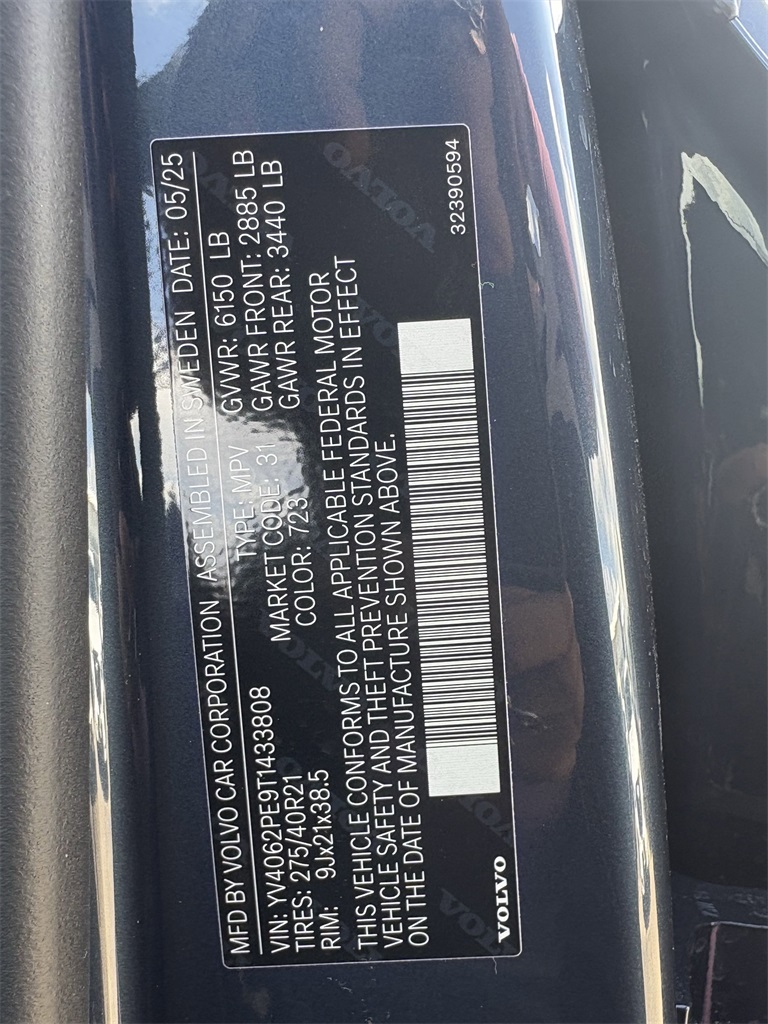 MFD BY VOLVO CAR CORPORATION ASSEMBLED IN SWEDEN DATE: 05/25
VIN: YV4062PE9T1433808 TYPE: MPV GVWR: 6150 LB
TIRES: 275/40R21 MARKET CODE: 31 GAWR FRONT: 2885 LB
RIM: 9Jx21x38.5 COLOR: 723 GAWR REAR: 3440 LB
THIS VEHICLE CONFORMS TO ALL APPLICABLE FEDERAL MOTOR
VEHICLE SAFETY AND THEFT PREVENTION STANDARDS IN EFFECT
ON THE DATE OF MANUFACTURE SHOWN ABOVE.
32390594
VOLVO